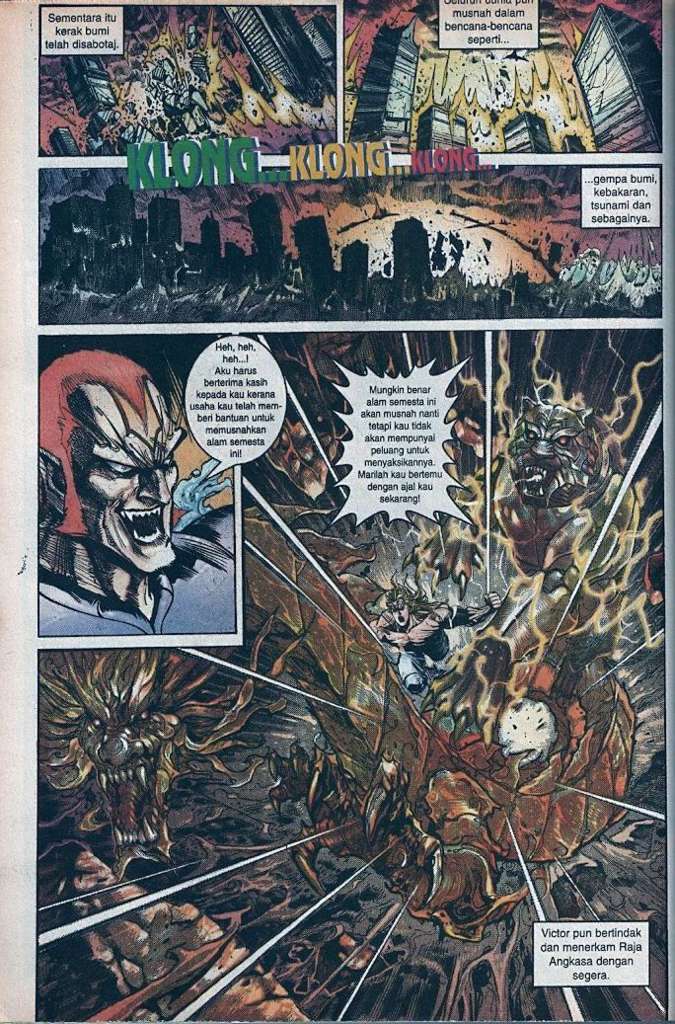 Sementara itu
kerak bumi
telah disabotaj.
Seluruh dunia pun
musnah dalam
bencana-bencana
seperti...
KLONG... KLONG... KLONG...
...gempa bumi,
kebakaran,
tsunami dan
sebagainya.
Heh, heh,
heh...!
Aku harus
berterima kasih
kepada kau kerana
usaha kau telah mem-
beri bantuan untuk
memusnahkan
alam semesta
ini!
Mungkin benar
alam semesta ini
akan musnah nanti
tetapi kau tidak
akan mempunyai
peluang untuk
menyaksikannya.
Marilah kau bertemu
dengan ajal kau
sekarang!
Victor pun bertindak
dan menerkam Raja
Angkasa dengan
segera.